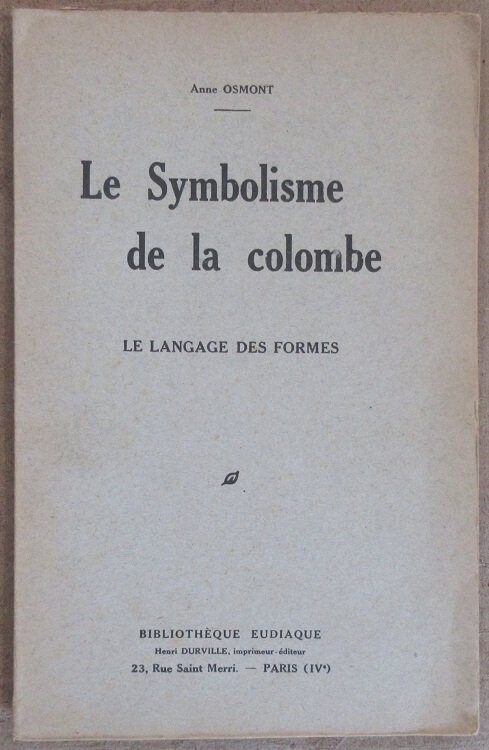 Anne OSMONT
Le Symbolisme
de la colombe
LE LANGAGE DES FORMES
BIBLIOTHÈQUE EUDIAQUE
Henri DURVILLE, imprimeur-éditeur
23, Rue Saint Merri. — PARIS (IVᵉ)